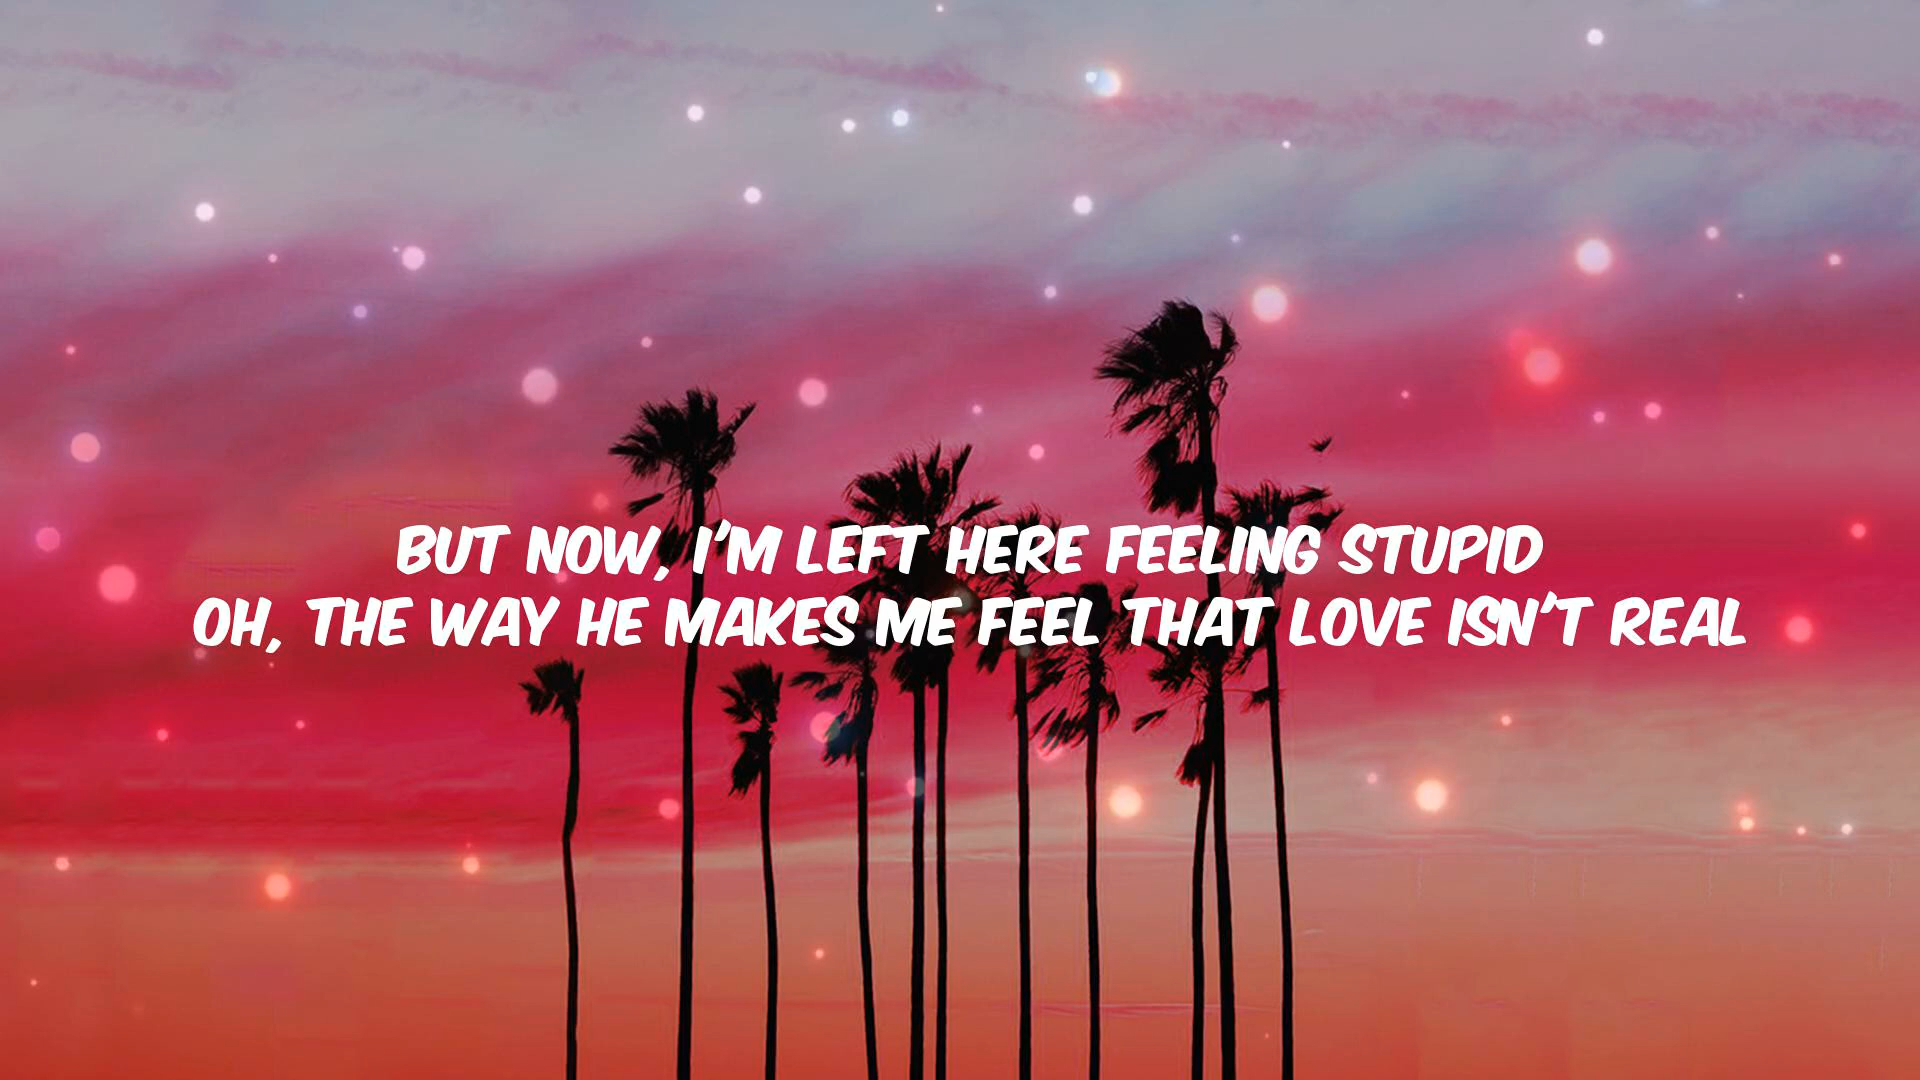 BUT NOW, I'M LEFT HERE FEELING STUPID
OH, THE WAY HE MAKES ME FEEL THAT LOVE ISN'T REAL